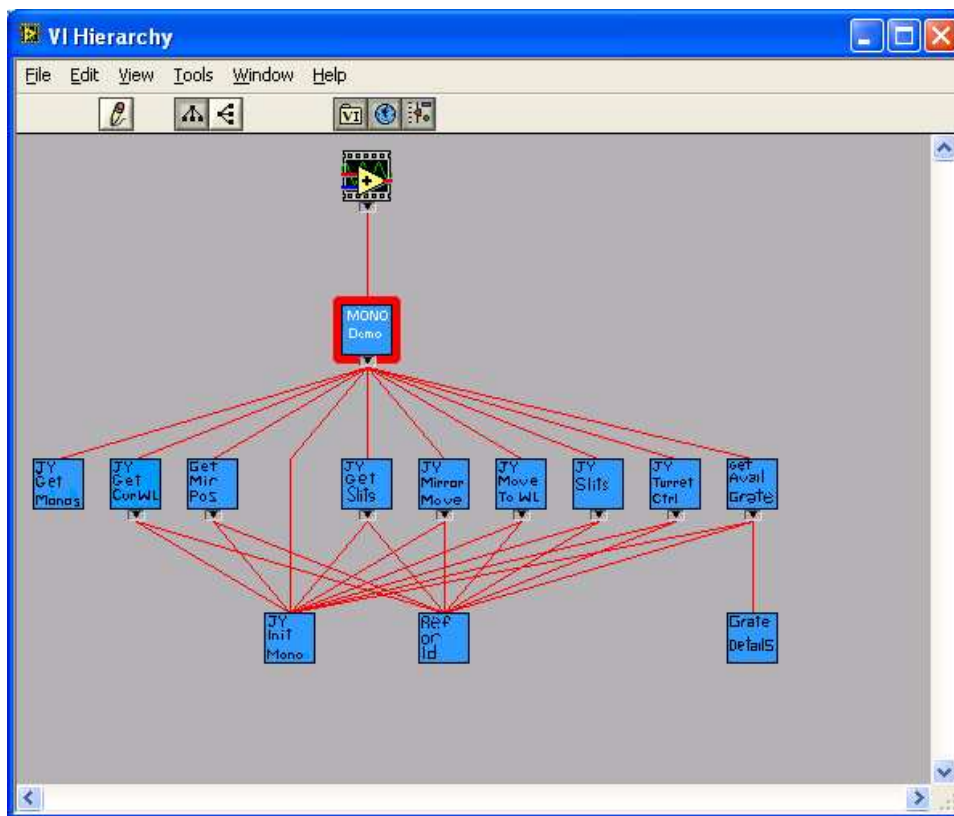 VI Hierarchy
File Edit View Tools Window Help
VI
MONO
Demo
JY
Get
Monos
JY
Get
CurWL
Get
Mir
Pos
JY
Get
Slits
JY
Mirror
Move
JY
Move
To WL
JY
Slits
JY
Turret
Ctrl
Get
Avail
Grate
JY
Init
Mono
Ref
or
Id
Grate
Details